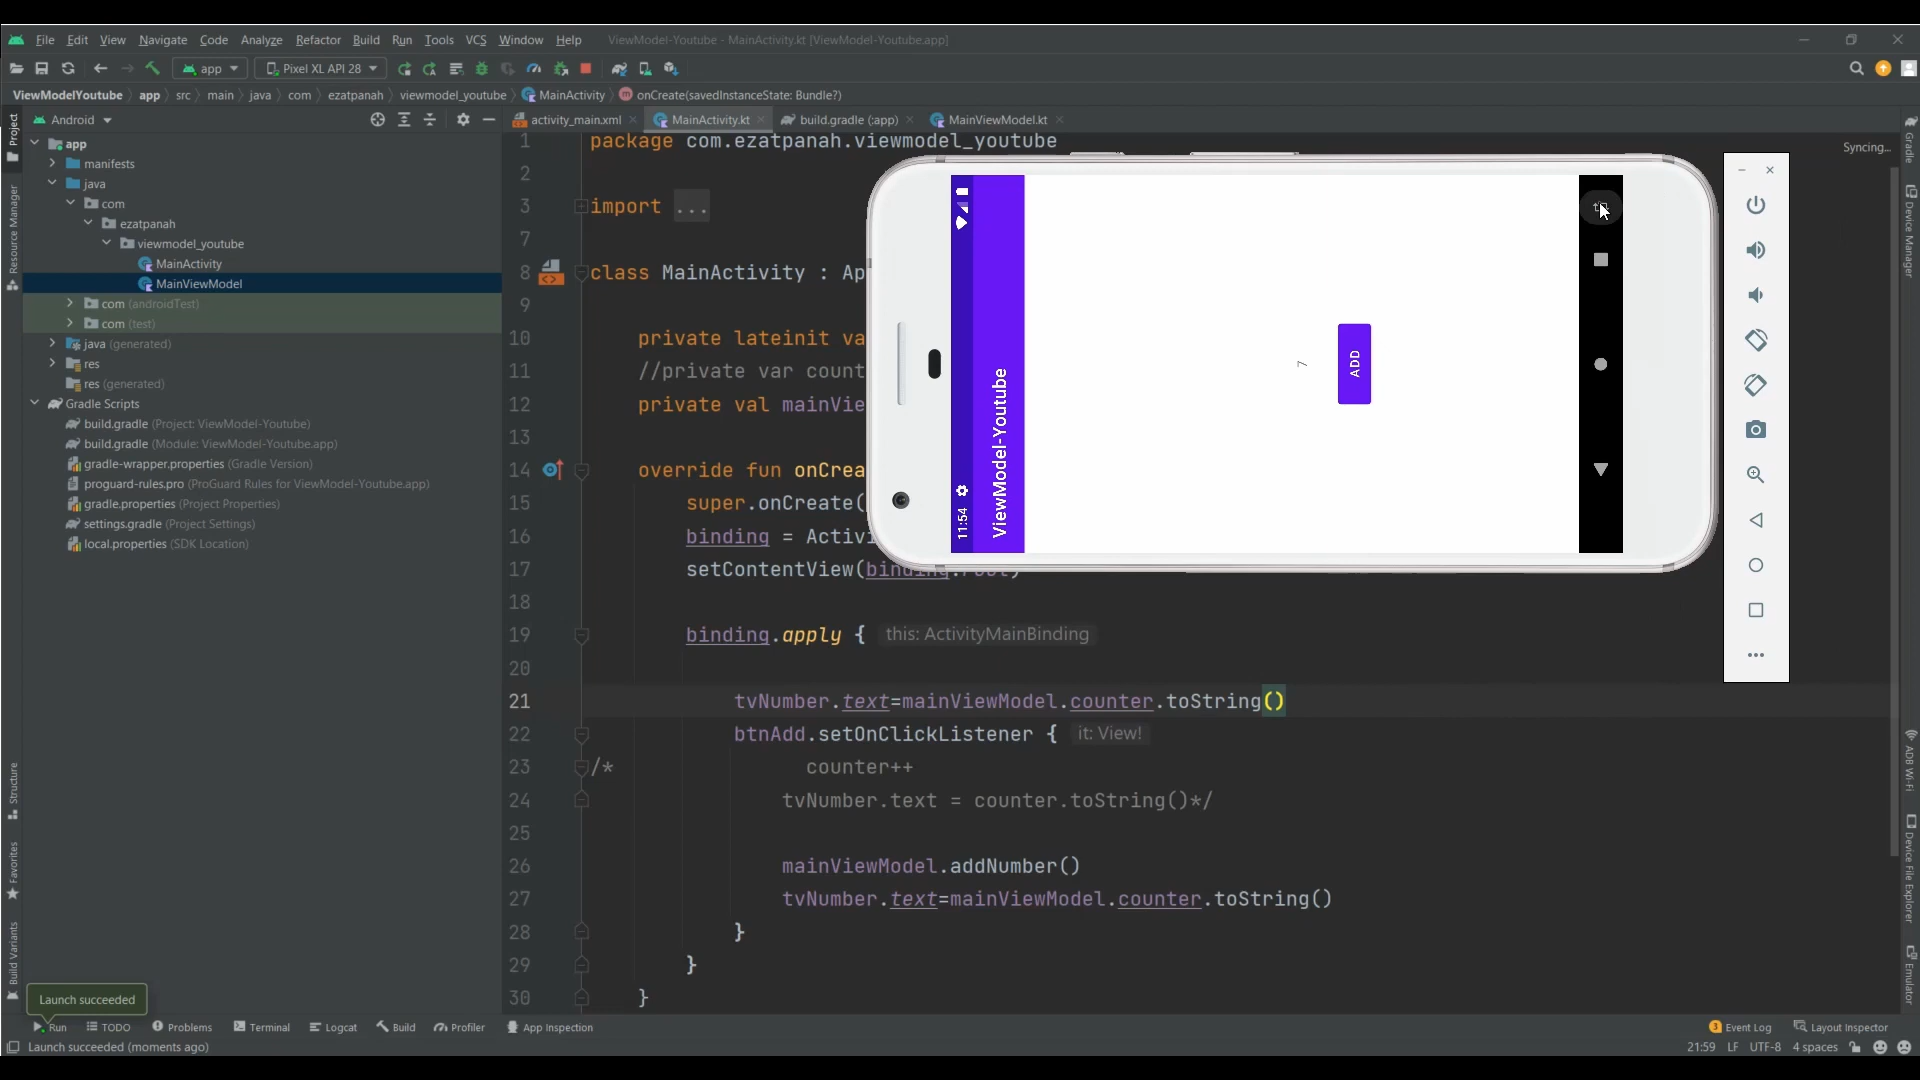 File Edit View Navigate Code Analyze Refactor Build Run Tools VCS Window Help ViewModel-Youtube - MainActivity.kt [ViewModel-Youtube.app]
app Pixel XL API 28
ViewModelYoutube app src main java com ezatpanah viewmodel_youtube MainActivity onCreate(savedInstanceState: Bundle?)
Android
activity_main.xml MainActivity.kt build.gradle (:app) MainViewModel.kt
Project
Resource Manager
Structure
Favorites
Build Variants
app
manifests
java
com
ezatpanah
viewmodel_youtube
MainActivity
MainViewModel
com (androidTest)
com (test)
java (generated)
res
res (generated)
Gradle Scripts
build.gradle (Project: ViewModel-Youtube)
build.gradle (Module: ViewModel-Youtube.app)
gradle-wrapper.properties (Gradle Version)
proguard-rules.pro (ProGuard Rules for ViewModel-Youtube.app)
gradle.properties (Project Properties)
settings.gradle (Project Settings)
local.properties (SDK Location)
1 package com.ezatpanah.viewmodel_youtube
2
3 import ...
7
8 class MainActivity : Ap
9
10 private lateinit va
11 //private var count
12 private val mainVie
13
14 override fun onCrea
15 super.onCreate(
16 binding = Activi
17 setContentView(binding.root)
18
19 binding.apply { this: ActivityMainBinding
20
21 tvNumber.text=mainViewModel.counter.toString()
22 btnAdd.setOnClickListener { it: View!
23 /* counter++
24 tvNumber.text = counter.toString()*/
25
26 mainViewModel.addNumber()
27 tvNumber.text=mainViewModel.counter.toString()
28 }
29 }
30 }
11:54
ViewModel-Youtube
7
ADD
Syncing...
Gradle
Device Manager
ADB Wi-Fi
Device File Explorer
Emulator
Launch succeeded
Run TODO Problems Terminal Logcat Build Profiler App Inspection 3 Event Log Layout Inspector
Launch succeeded (moments ago) 21:59 LF UTF-8 4 spaces